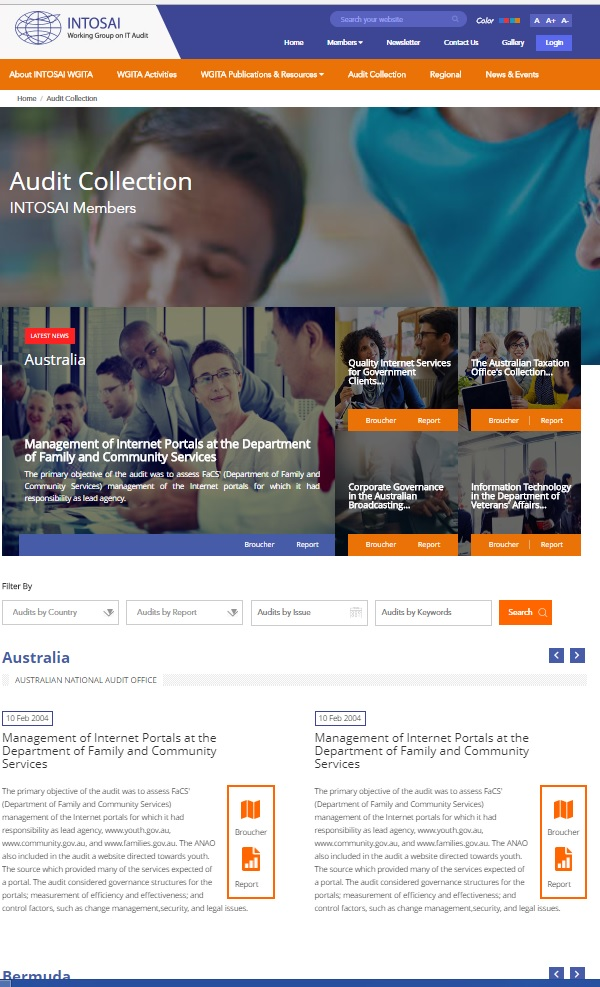 INTOSAI
Working Group on IT Audit
Search your website
Color
A A+ A-
Home Members Newsletter Contact Us Gallery Login
About INTOSAI WGITA WGITA Activities WGITA Publications & Resources Audit Collection Regional News & Events
Home / Audit Collection
Audit Collection
INTOSAI Members
LATEST NEWS
Australia
Management of Internet Portals at the Department
of Family and Community Services
The primary objective of the audit was to assess FaCS' (Department of Family and
Community Services) management of the Internet portals for which it had
responsibility as lead agency.
Broucher Report
Quality Internet Services
for Government
Clients...
Broucher Report
The Australian Taxation
Office's Collection...
Broucher Report
Corporate Governance
in the Australian
Broadcasting...
Broucher Report
Information Technology
in the Department of
Veterans' Affairs...
Broucher Report
Filter By
Audits by Country
Audits by Report
Audits by Issue
Audits by Keywords
Search
Australia
AUSTRALIAN NATIONAL AUDIT OFFICE
10 Feb 2004
Management of Internet Portals at the
Department of Family and Community
Services
The primary objective of the audit was to assess FaCS'
(Department of Family and Community Services)
management of the Internet portals for which it had
responsibility as lead agency, www.youth.gov.au,
www.community.gov.au, and www.families.gov.au. The ANAO
also included in the audit a website directed towards youth.
The source which provided many of the services expected of
a portal. The audit considered governance structures for the
portals; measurement of efficiency and effectiveness; and
control factors, such as change management,security, and legal issues.
Broucher
Report
10 Feb 2004
Management of Internet Portals at the
Department of Family and Community
Services
The primary objective of the audit was to assess FaCS'
(Department of Family and Community Services)
management of the Internet portals for which it had
responsibility as lead agency, www.youth.gov.au,
www.community.gov.au, and www.families.gov.au. The ANAO
also included in the audit a website directed towards youth.
The source which provided many of the services expected of
a portal. The audit considered governance structures for the
portals; measurement of efficiency and effectiveness; and
control factors, such as change management,security, and legal issues.
Broucher
Report
Bermuda